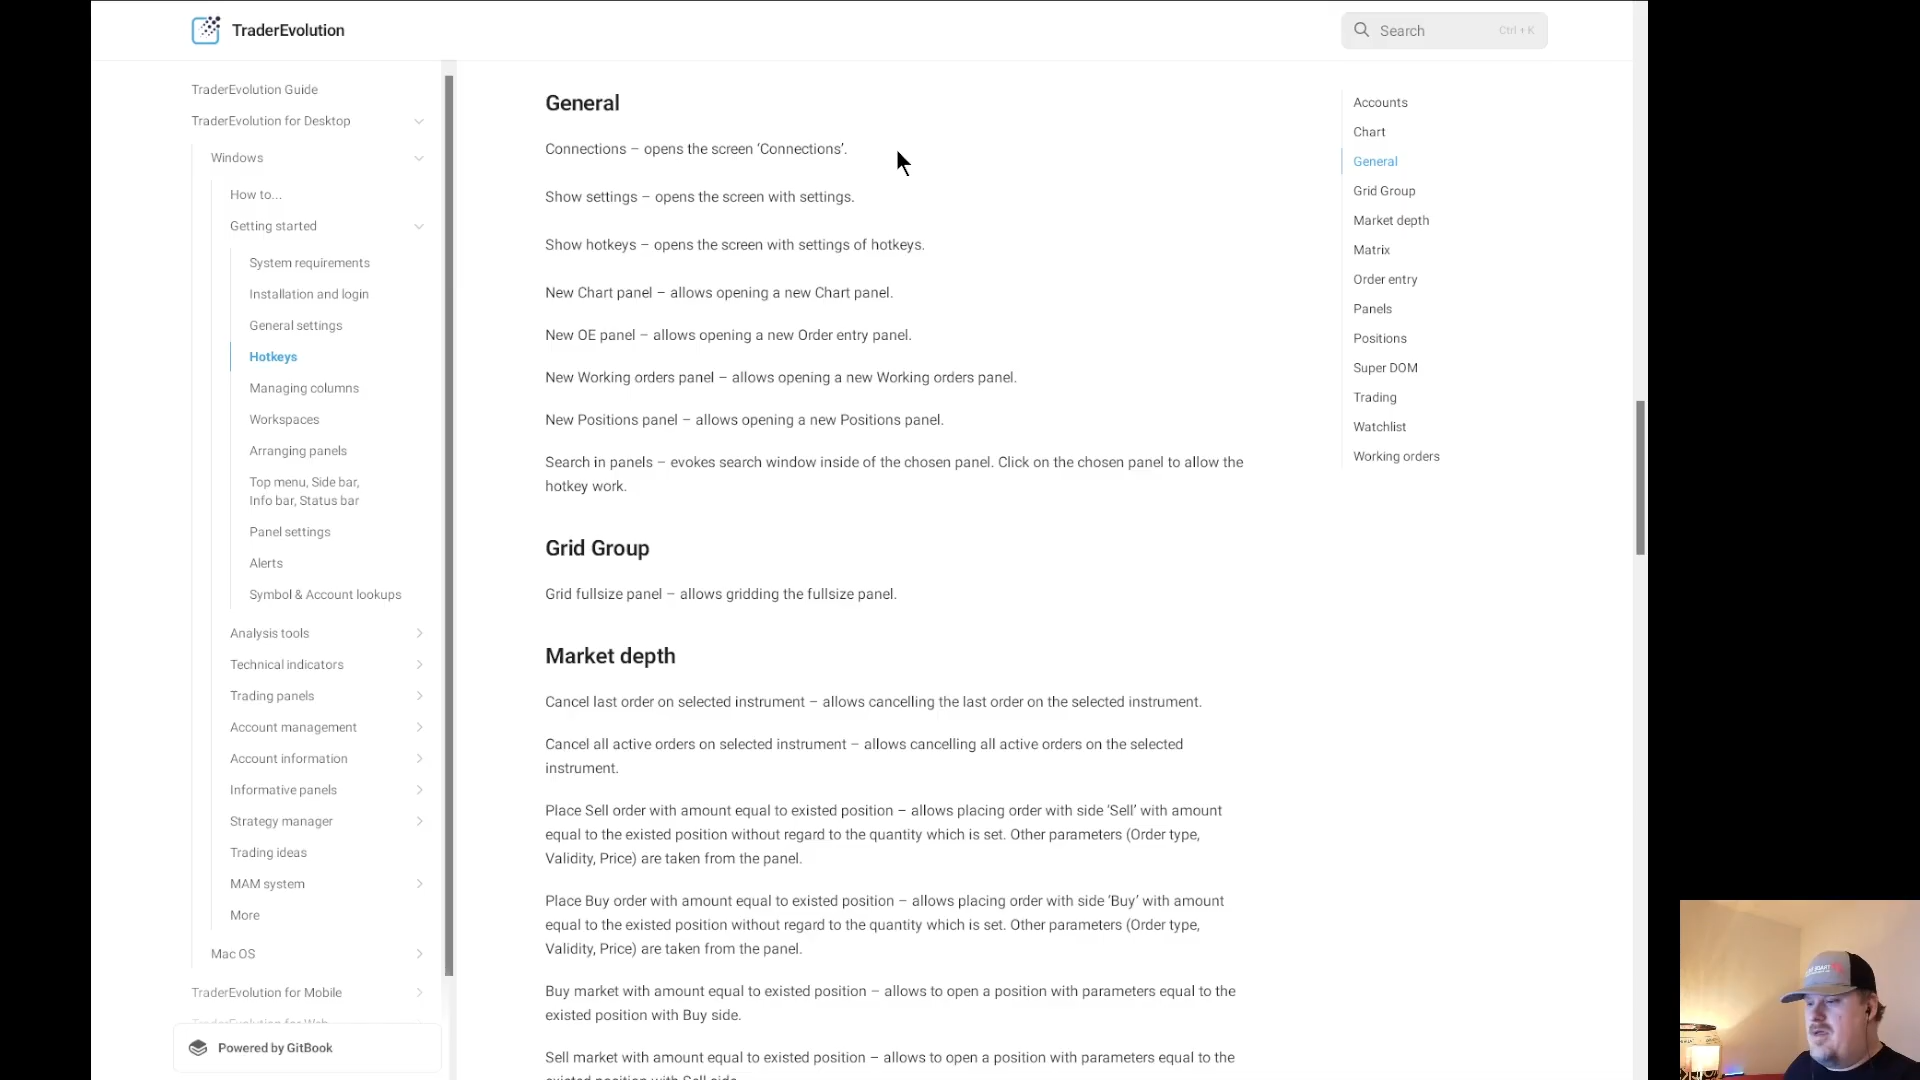 TraderEvolution
Search
Ctrl + K
TraderEvolution Guide
TraderEvolution for Desktop
Windows
How to...
Getting started
System requirements
Installation and login
General settings
Hotkeys
Managing columns
Workspaces
Arranging panels
Top menu, Side bar,
Info bar, Status bar
Panel settings
Alerts
Symbol & Account lookups
Analysis tools
Technical indicators
Trading panels
Account management
Account information
Informative panels
Strategy manager
Trading ideas
MAM system
More
Mac OS
TraderEvolution for Mobile
TraderEvolution for Web
Powered by GitBook
General
Connections – opens the screen ‘Connections’.
Show settings – opens the screen with settings.
Show hotkeys – opens the screen with settings of hotkeys.
New Chart panel – allows opening a new Chart panel.
New OE panel – allows opening a new Order entry panel.
New Working orders panel – allows opening a new Working orders panel.
New Positions panel – allows opening a new Positions panel.
Search in panels – evokes search window inside of the chosen panel. Click on the chosen panel to allow the
hotkey work.
Grid Group
Grid fullsize panel – allows gridding the fullsize panel.
Market depth
Cancel last order on selected instrument – allows cancelling the last order on the selected instrument.
Cancel all active orders on selected instrument – allows cancelling all active orders on the selected
instrument.
Place Sell order with amount equal to existed position – allows placing order with side ‘Sell’ with amount
equal to the existed position without regard to the quantity which is set. Other parameters (Order type,
Validity, Price) are taken from the panel.
Place Buy order with amount equal to existed position – allows placing order with side ‘Buy’ with amount
equal to the existed position without regard to the quantity which is set. Other parameters (Order type,
Validity, Price) are taken from the panel.
Buy market with amount equal to existed position – allows to open a position with parameters equal to the
existed position with Buy side.
Sell market with amount equal to existed position – allows to open a position with parameters equal to the
existed position with Sell side.
Accounts
Chart
General
Grid Group
Market depth
Matrix
Order entry
Panels
Positions
Super DOM
Trading
Watchlist
Working orders